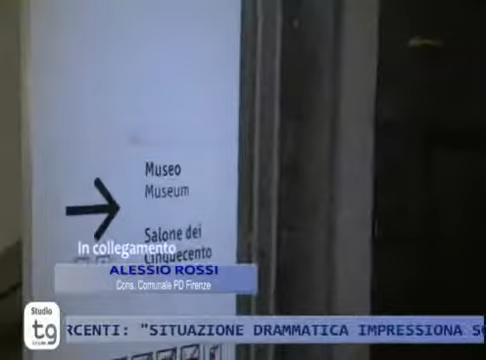 Museo
Museum
Salone dei
Cinquecento
In collegamento
ALESSIO ROSSI
Cons. Comunale PD Firenze
Studio
tg
RCENTI: "SITUAZIONE DRAMMATICA IMPRESSIONA S